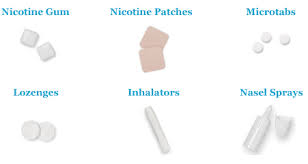 Nicotine Gum
Nicotine Patches
Microtabs
Lozenges
Inhalators
Nasel Sprays